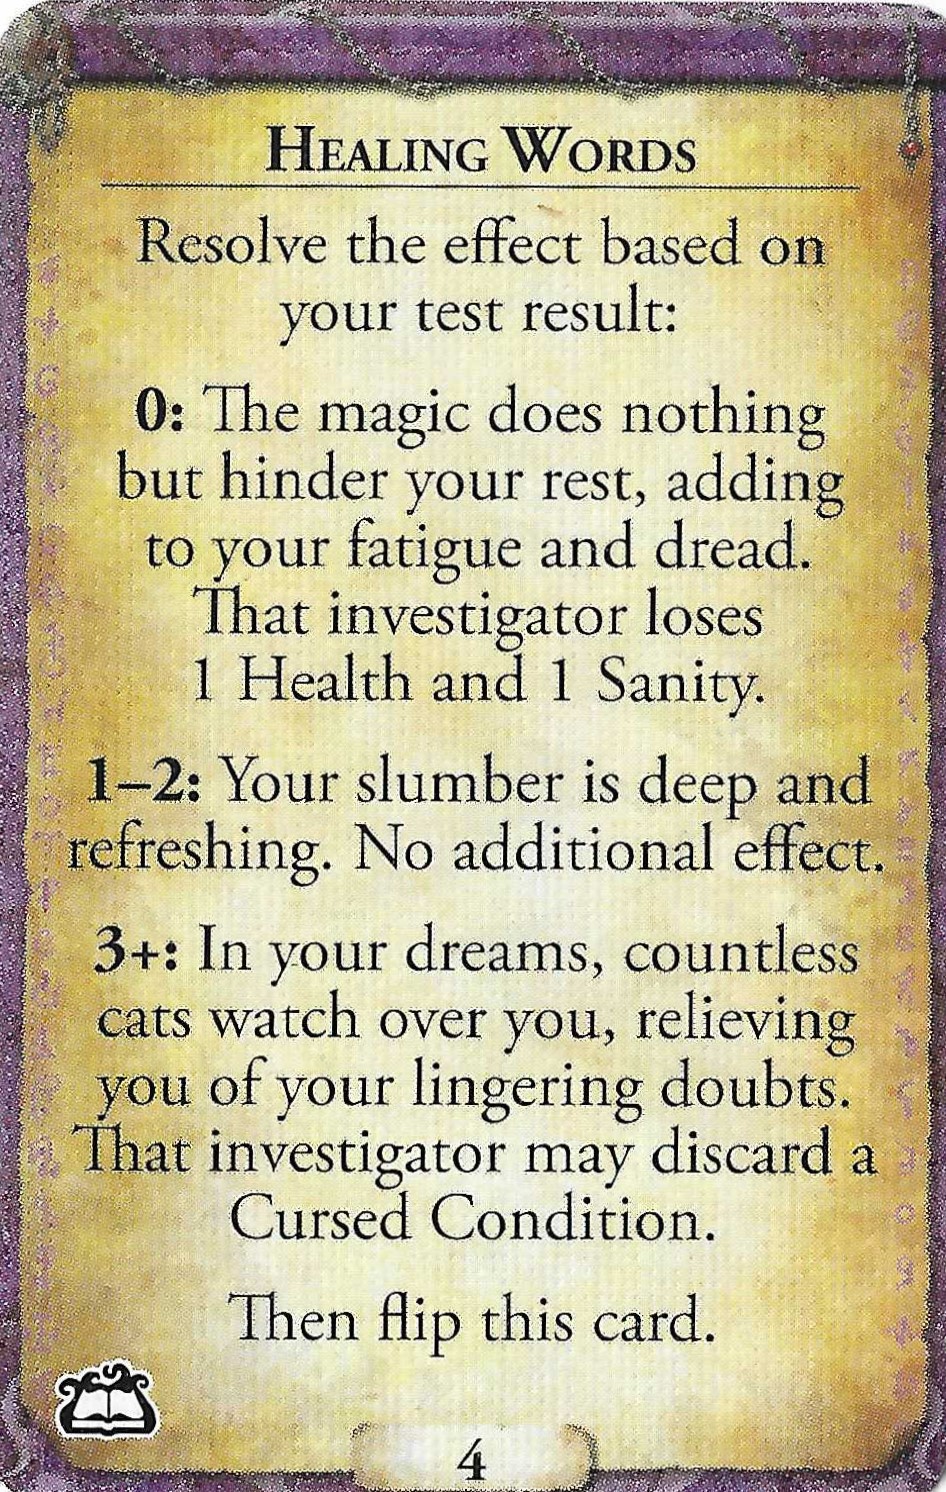 Healing Words
Resolve the effect based on
your test result:
0: The magic does nothing
but hinder your rest, adding
to your fatigue and dread.
That investigator loses
1 Health and 1 Sanity.
1–2: Your slumber is deep and
refreshing. No additional effect.
3+: In your dreams, countless
cats watch over you, relieving
you of your lingering doubts.
That investigator may discard a
Cursed Condition.
Then flip this card.
4